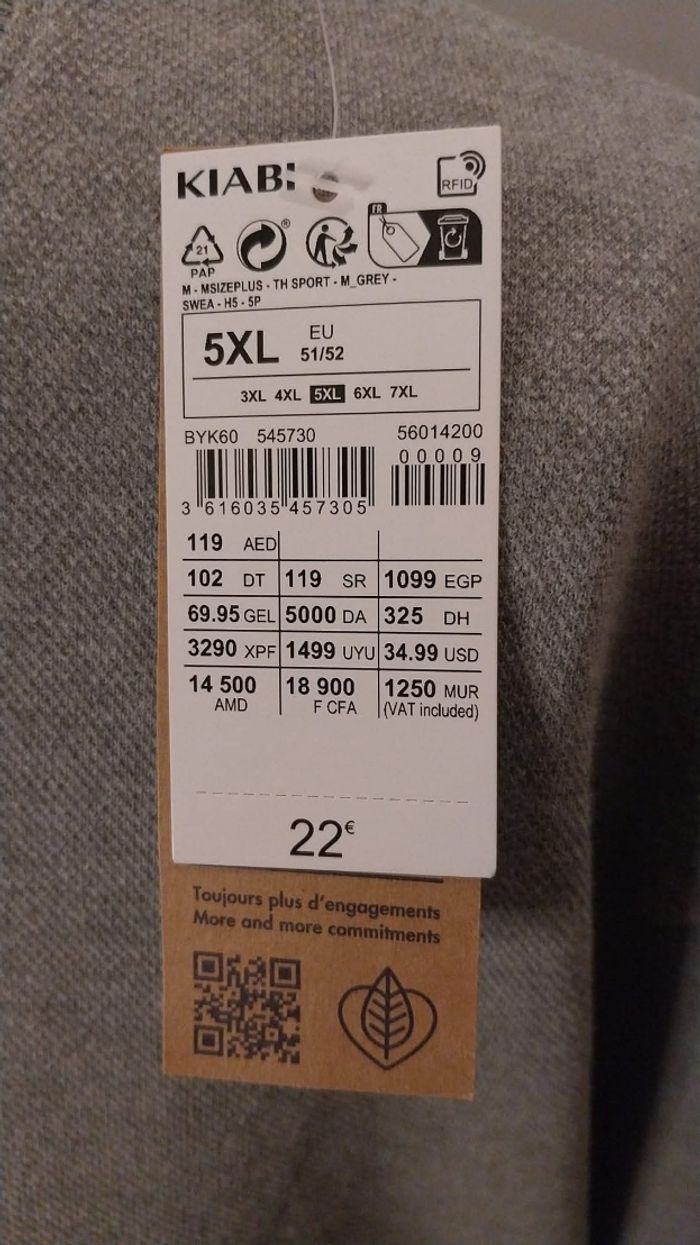 KIABI
RFID
FR
21
PAP
M - MSIZEPLUS - TH SPORT - M_GREY -
SWEA - H5 - 5P
5XL EU
51/52
3XL 4XL 5XL 6XL 7XL
BYK60 545730 56014200
00009
3 616035 457305
119 AED
102 DT 119 SR 1099 EGP
69.95 GEL 5000 DA 325 DH
3290 XPF 1499 UYU 34.99 USD
14 500 18 900 1250 MUR
AMD F CFA (VAT included)
22€
Toujours plus d'engagements
More and more commitments